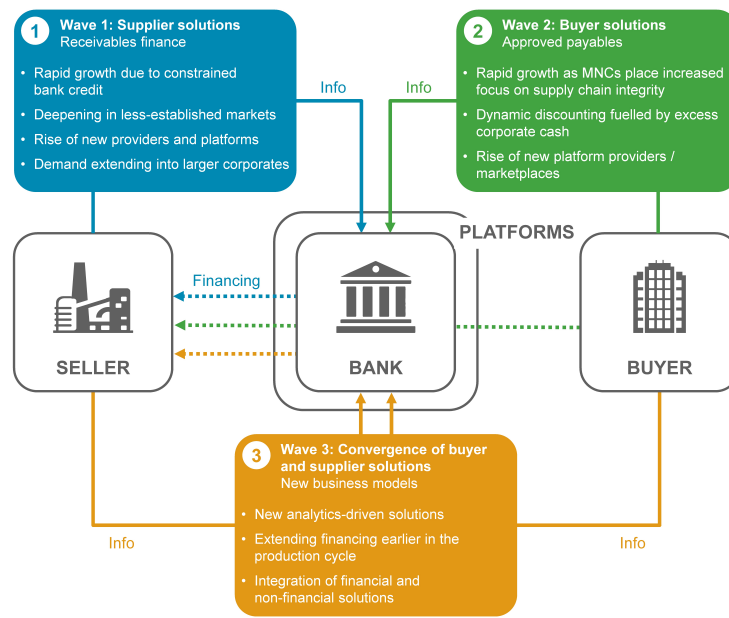 1
Wave 1: Supplier solutions
Receivables finance
• Rapid growth due to constrained
bank credit
• Deepening in less-established markets
• Rise of new providers and platforms
• Demand extending into larger corporates
Info
Info
2
Wave 2: Buyer solutions
Approved payables
• Rapid growth as MNCs place increased
focus on supply chain integrity
• Dynamic discounting fuelled by excess
corporate cash
• Rise of new platform providers /
marketplaces
PLATFORMS
Financing
SELLER
BANK
BUYER
3
Wave 3: Convergence of buyer
and supplier solutions
New business models
• New analytics-driven solutions
• Extending financing earlier in the
production cycle
• Integration of financial and
non-financial solutions
Info
Info